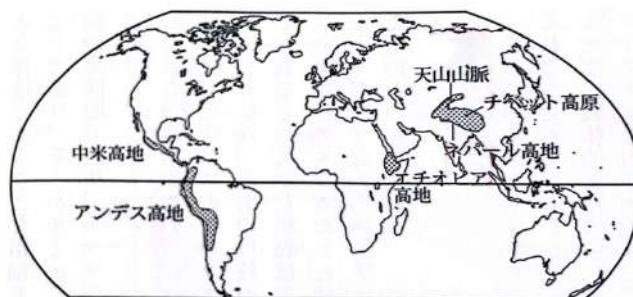 天山山脈
チベット高原
中米高地
ネパール高地
エチオピア
高地
アンデス高地